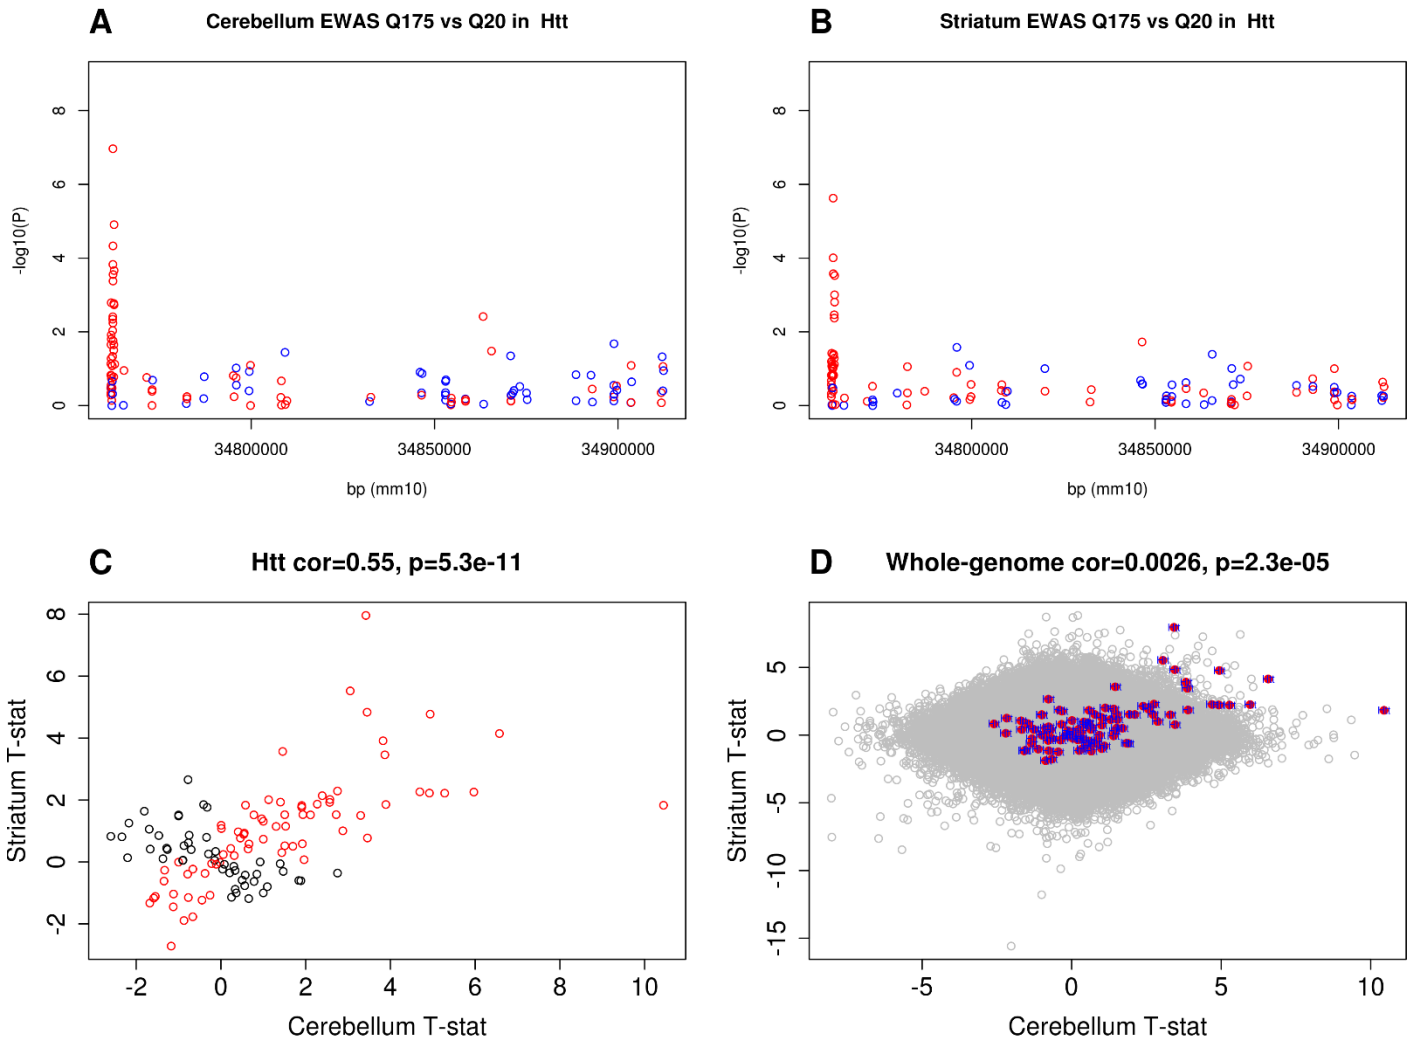 A
Cerebellum EWAS Q175 vs Q20 in  Htt
-log10(P)
8
6
4
2
0
34800000
34850000
34900000
bp (mm10)
B
Striatum EWAS Q175 vs Q20 in  Htt
-log10(P)
8
6
4
2
0
34800000
34850000
34900000
bp (mm10)
C
Htt cor=0.55, p=5.3e-11
Striatum T-stat
8
6
4
2
0
-2
-2
0
2
4
6
8
10
Cerebellum T-stat
D
Whole-genome cor=0.0026, p=2.3e-05
Striatum T-stat
5
0
-5
-10
-15
-5
0
5
10
Cerebellum T-stat